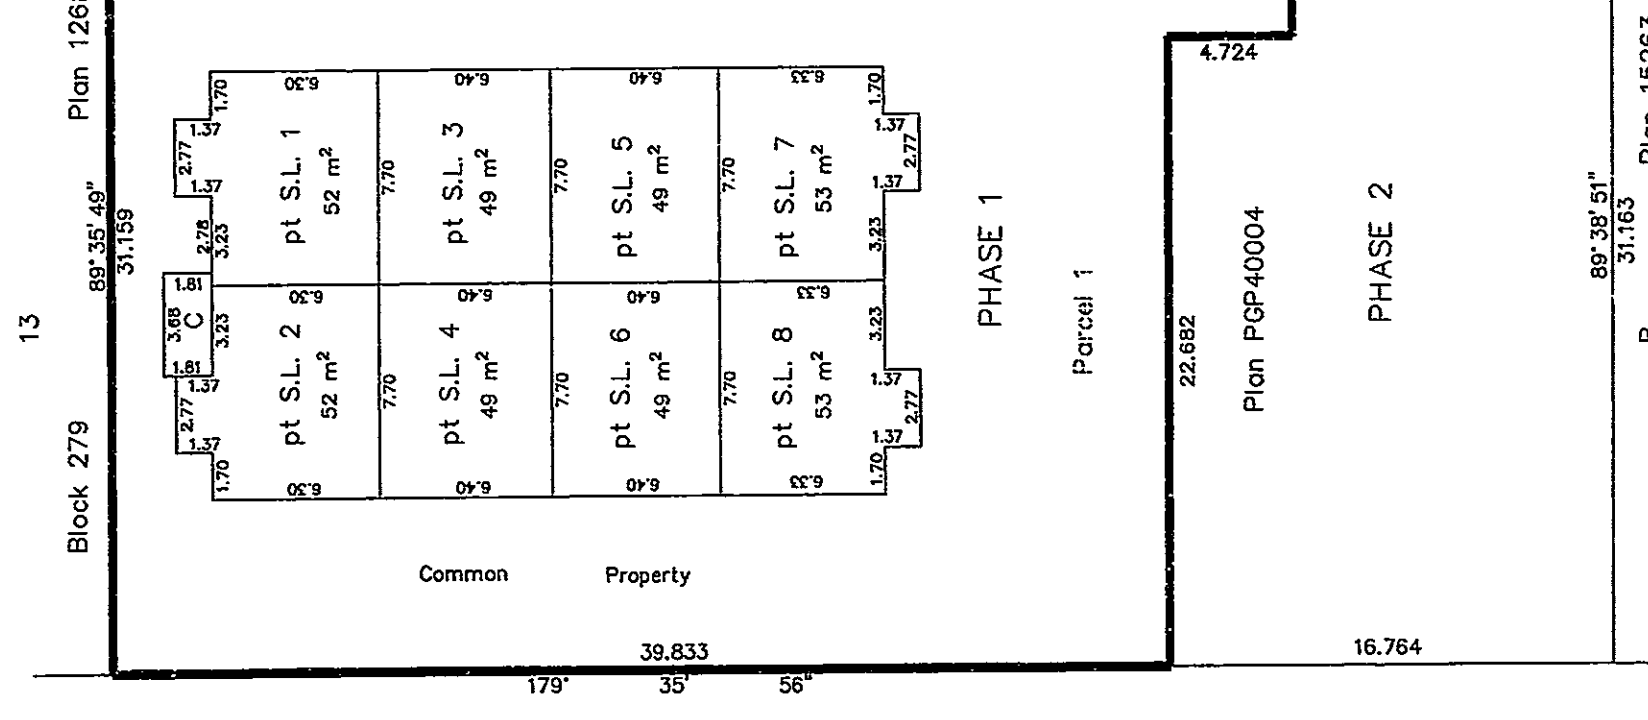 13
Block 279
Plan 1268
89° 35' 49"
31.159
6.30
6.40
6.40
6.33
1.70
1.37
2.77
1.37
2.78
3.23
pt S.L. 1
52 m²
7.70
pt S.L. 3
49 m²
7.70
pt S.L. 5
49 m²
7.70
pt S.L. 7
53 m²
1.70
1.37
2.77
1.37
3.23
6.30
6.40
6.40
6.33
1.81
3.68
C
1.81
3.23
1.37
2.77
1.37
1.70
pt S.L. 2
52 m²
7.70
pt S.L. 4
49 m²
7.70
pt S.L. 6
49 m²
7.70
pt S.L. 8
53 m²
3.23
1.37
2.77
1.37
1.70
6.30
6.40
6.40
6.33
Common Property
PHASE 1
Parcel 1
4.724
22.682
Plan PGP40004
PHASE 2
89° 38' 51"
31.163
Plan 15263
39.833
16.764
179° 35' 56"